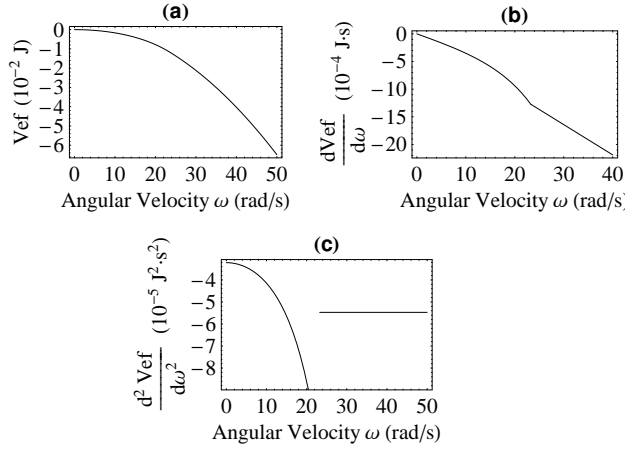 (a)
Vef (10⁻² J)
0
−1
−2
−3
−4
−5
−6
0 10 20 30 40 50
Angular Velocity ω (rad/s)
(b)
dVef
dω
(10⁻⁴ J·s)
0
−5
−10
−15
−20
0 10 20 30 40
Angular Velocity ω (rad/s)
(c)
d² Vef
dω²
(10⁻⁵ J²·s²)
−4
−5
−6
−7
−8
0 10 20 30 40 50
Angular Velocity ω (rad/s)